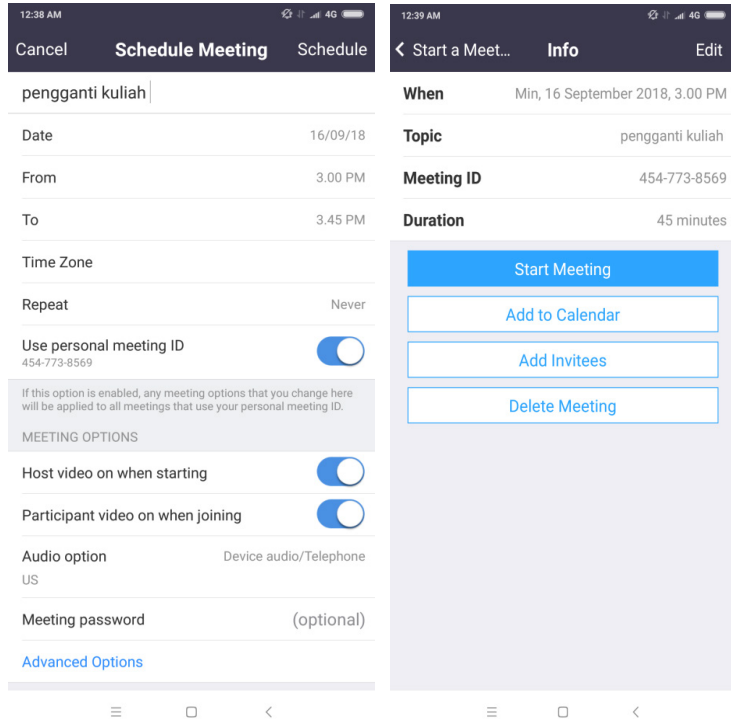 12:38 AM 4G
Cancel Schedule Meeting Schedule
pengganti kuliah
Date 16/09/18
From 3.00 PM
To 3.45 PM
Time Zone
Repeat Never
Use personal meeting ID
454-773-8569
If this option is enabled, any meeting options that you change here
will be applied to all meetings that use your personal meeting ID.
MEETING OPTIONS
Host video on when starting
Participant video on when joining
Audio option Device audio/Telephone
US
Meeting password (optional)
Advanced Options
12:39 AM 4G
Start a Meet... Info Edit
When Min, 16 September 2018, 3.00 PM
Topic pengganti kuliah
Meeting ID 454-773-8569
Duration 45 minutes
Start Meeting
Add to Calendar
Add Invitees
Delete Meeting